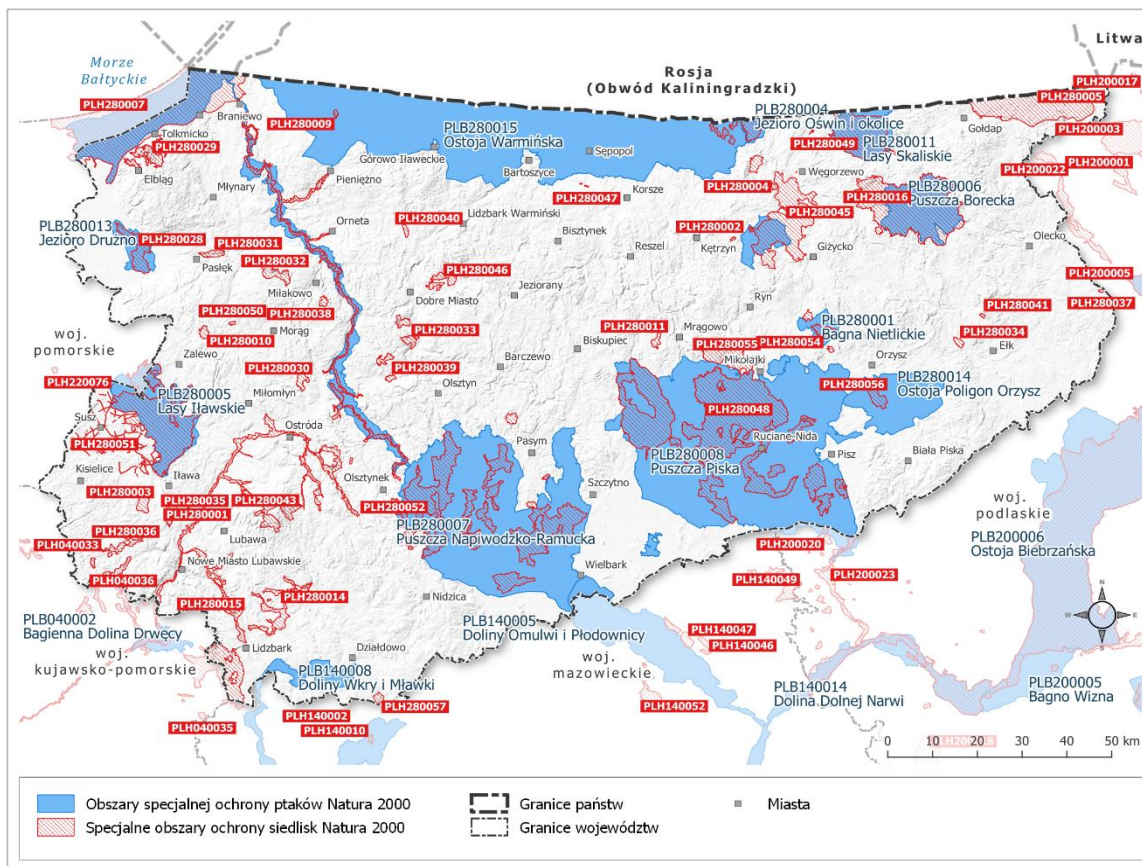 Morze
Bałtyckie
Litwa
Rosja
(Obwód Kaliningradzki)
PLH200017
PLH280007
PLH280005
Braniewo
PLH280009
PLB280004
Jezioro Oświn i okolice
Gołdap
PLH200003
Tolkmicko
PLB280015
Ostoja Warmińska
PLH280029
Sępopol
PLH280049
PLB280011
Lasy Skaliskie
Górowo Iławeckie
Bartoszyce
PLH200001
Elbląg
Pieniężno
Węgorzewo
PLH200022
Młynary
PLH280004
PLB280006
Puszcza Borecka
PLH280047
Korsze
PLH280016
PLH280045
PLH280040
Lidzbark Warmiński
PLB280013
Jezioro Drużno
PLH280028
Orneta
PLH280002
PLH280031
Bisztynek
Kętrzyn
Olecko
Reszel
Giżycko
Pasłęk
PLH280032
PLH280046
PLH200005
Miłakowo
Dobre Miasto
Jeziorany
Ryn
PLH280037
PLH280041
PLH280050
PLH280038
PLB280001
Bagna Nietlickie
Morąg
PLH280033
PLH280011
Mrągowo
PLH280034
PLH280010
PLH280055
PLH280054
woj.
pomorskie
Zalewo
Biskupiec
Mikołajki
Orzysz
Ełk
PLH280030
PLH280039
Barczewo
PLH220076
PLB280005
Lasy Iławskie
Olsztyn
PLH280056
PLB280014
Ostoja Poligon Orzysz
Miłomłyn
Susz
PLH280048
PLH280051
Ostróda
Pasym
Ruciane-Nida
Kisielice
PLB280008
Puszcza Piska
Pisz
Biała Piska
Iława
Olsztynek
PLH280003
Szczytno
PLH280035
PLH280043
PLH280052
woj.
podlaskie
PLH280001
PLB280007
Puszcza Napiwodzko-Ramucka
PLH280036
Lubawa
PLB200006
Ostoja Biebrzańska
PLH040033
PLH200020
Nowe Miasto Lubawskie
Wielbark
PLH200023
PLH040036
PLH140049
PLH280015
PLH280014
Nidzica
PLB040002
Bagienna Dolina Drwęcy
PLB140005
Doliny Omulwi i Płodownicy
PLH140047
PLH140046
woj.
kujawsko-pomorskie
Lidzbark
Działdowo
woj.
mazowieckie
PLB140008
Doliny Wkry i Mławki
PLB140014
Dolina Dolnej Narwi
PLB200005
Bagno Wizna
PLH280057
PLH140052
PLH140002
PLH040035
PLH140010
N
W E
S
0 10 20 30 40 50 km
Obszary specjalnej ochrony ptaków Natura 2000
Granice państw
Miasta
Specjalne obszary ochrony siedlisk Natura 2000
Granice województw